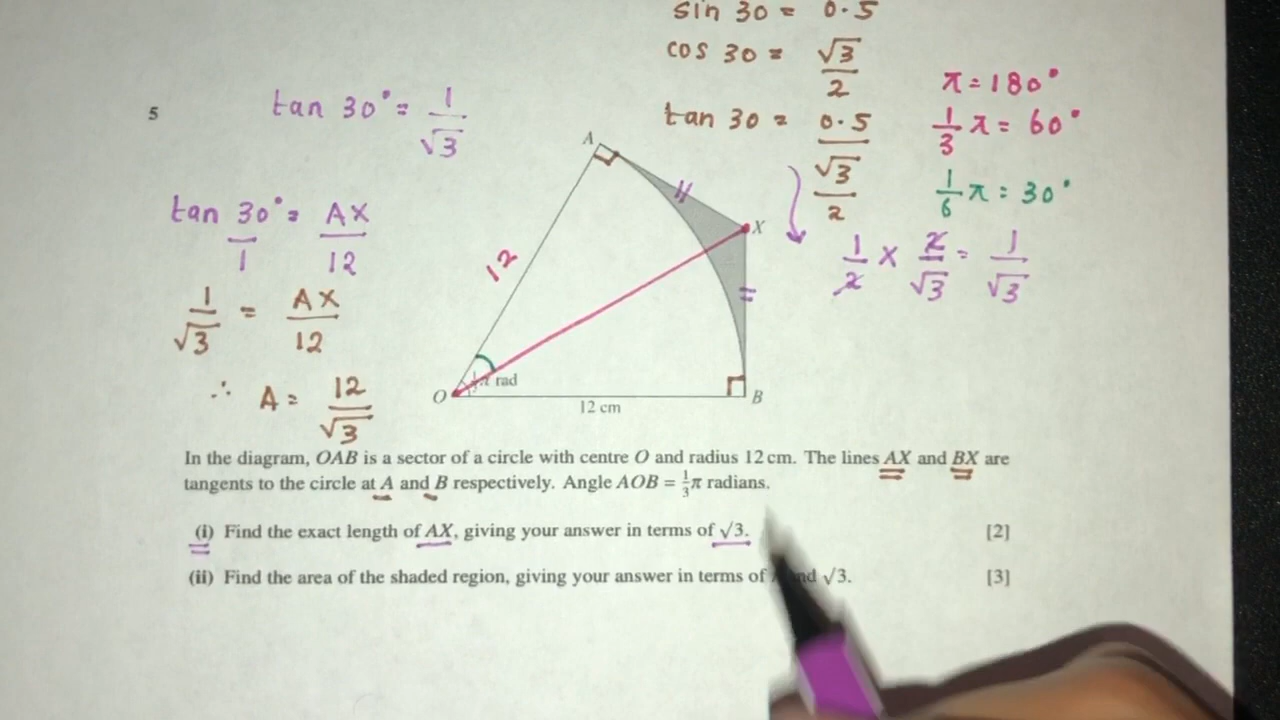 sin 30 = 0.5
cos 30 = √3/2
π = 180°
5
tan 30° = 1/√3
tan 30 = 0.5/(√3/2)
1/3 π = 60°
A
1/6 π = 30°
tan 30°/1 = AX/12
X
12
1/2 × 2/√3 = 1/√3
1/√3 = AX/12
rad
O
B
∴ A = 12/√3
12 cm
In the diagram, OAB is a sector of a circle with centre O and radius 12 cm. The lines AX and BX are
tangents to the circle at A and B respectively. Angle AOB = 1/3 π radians.
(i) Find the exact length of AX, giving your answer in terms of √3. [2]
(ii) Find the area of the shaded region, giving your answer in terms of √3. [3]